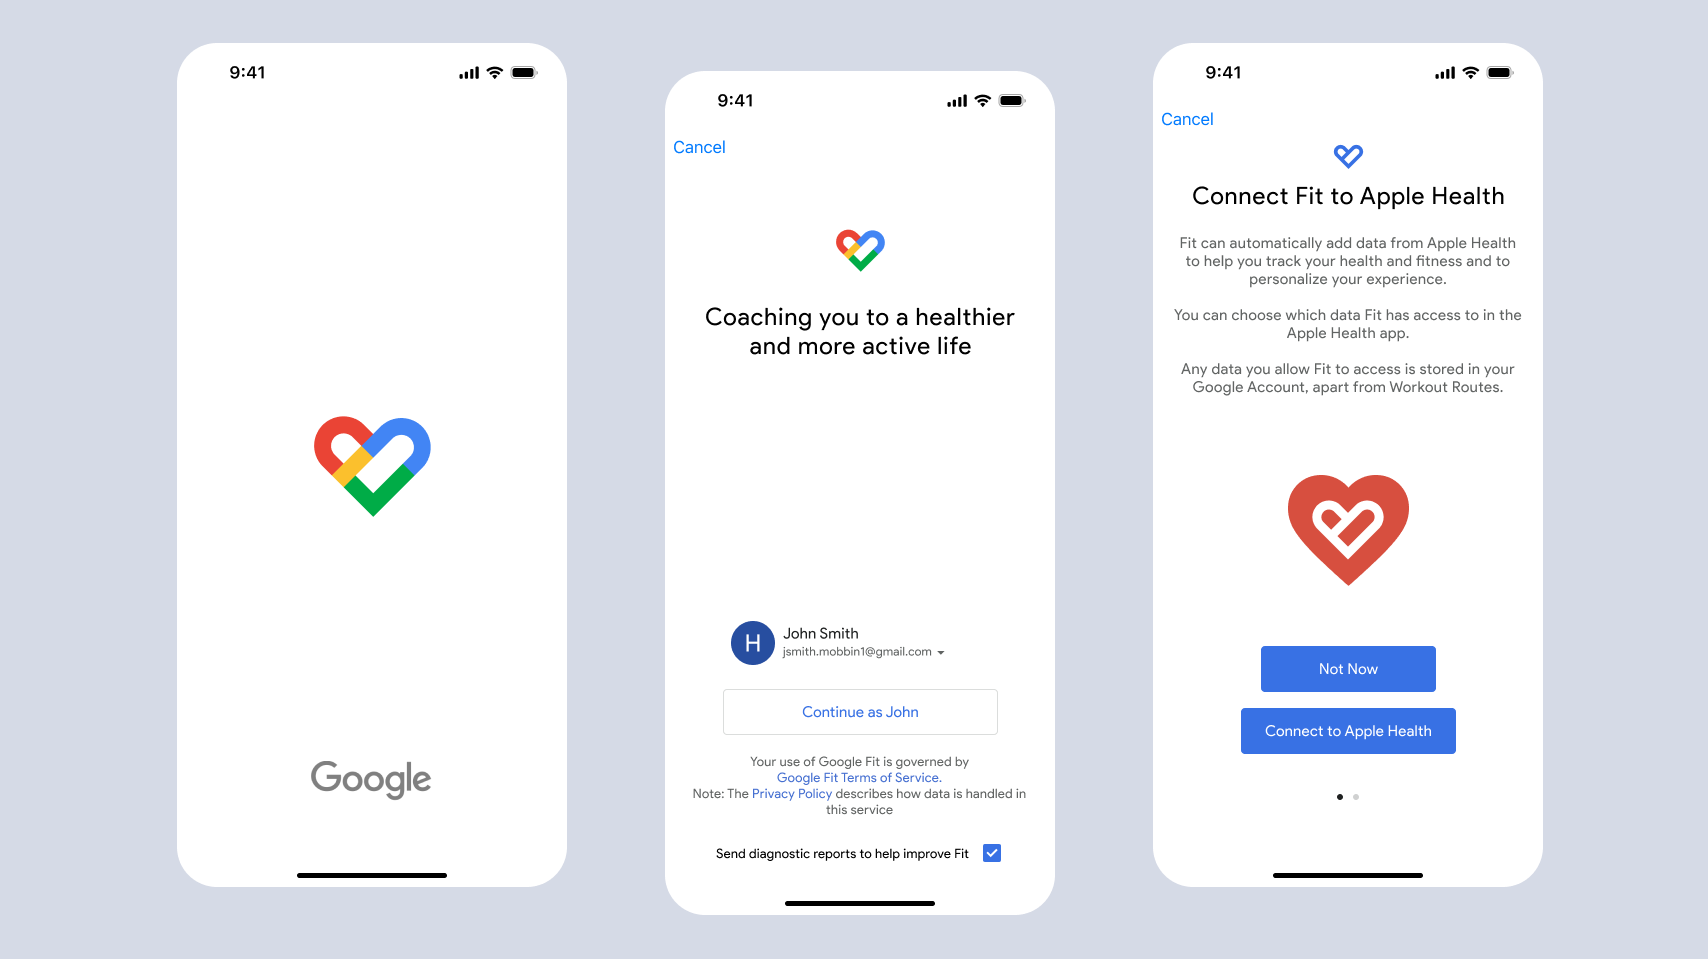 9:41
Google
9:41
Cancel
Coaching you to a healthier
and more active life
H
John Smith
jsmith.mobbin1@gmail.com
Continue as John
Your use of Google Fit is governed by
Google Fit Terms of Service.
Note: The Privacy Policy describes how data is handled in
this service
Send diagnostic reports to help improve Fit
9:41
Cancel
Connect Fit to Apple Health
Fit can automatically add data from Apple Health
to help you track your health and fitness and to
personalize your experience.
You can choose which data Fit has access to in the
Apple Health app.
Any data you allow Fit to access is stored in your
Google Account, apart from Workout Routes.
Not Now
Connect to Apple Health